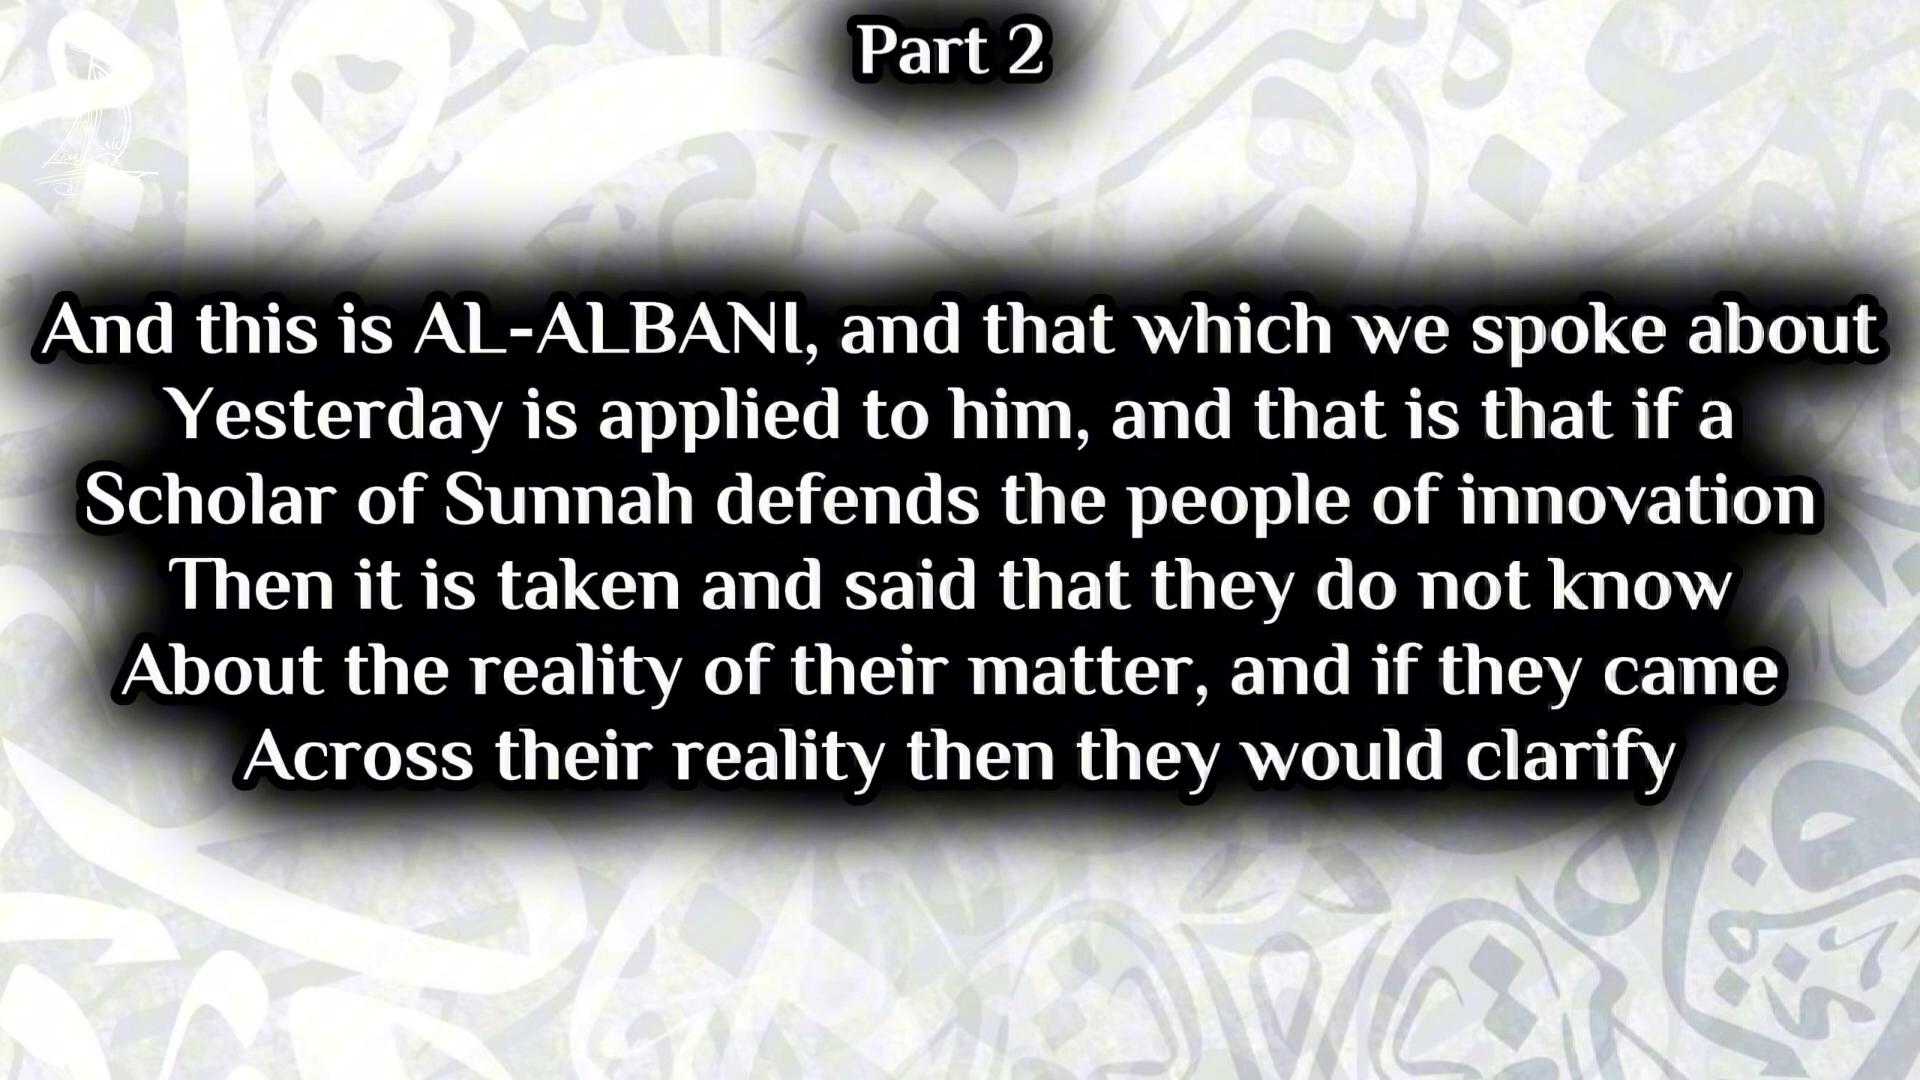 Part 2
And this is AL-ALBANI, and that which we spoke about
Yesterday is applied to him, and that is that if a
Scholar of Sunnah defends the people of innovation
Then it is taken and said that they do not know
About the reality of their matter, and if they came
Across their reality then they would clarify